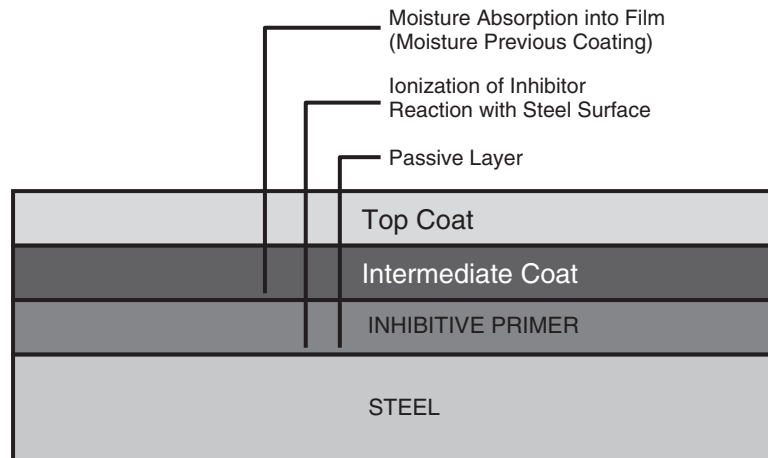 Moisture Absorption into Film
(Moisture Previous Coating)
Ionization of Inhibitor
Reaction with Steel Surface
Passive Layer
Top Coat
Intermediate Coat
INHIBITIVE PRIMER
STEEL